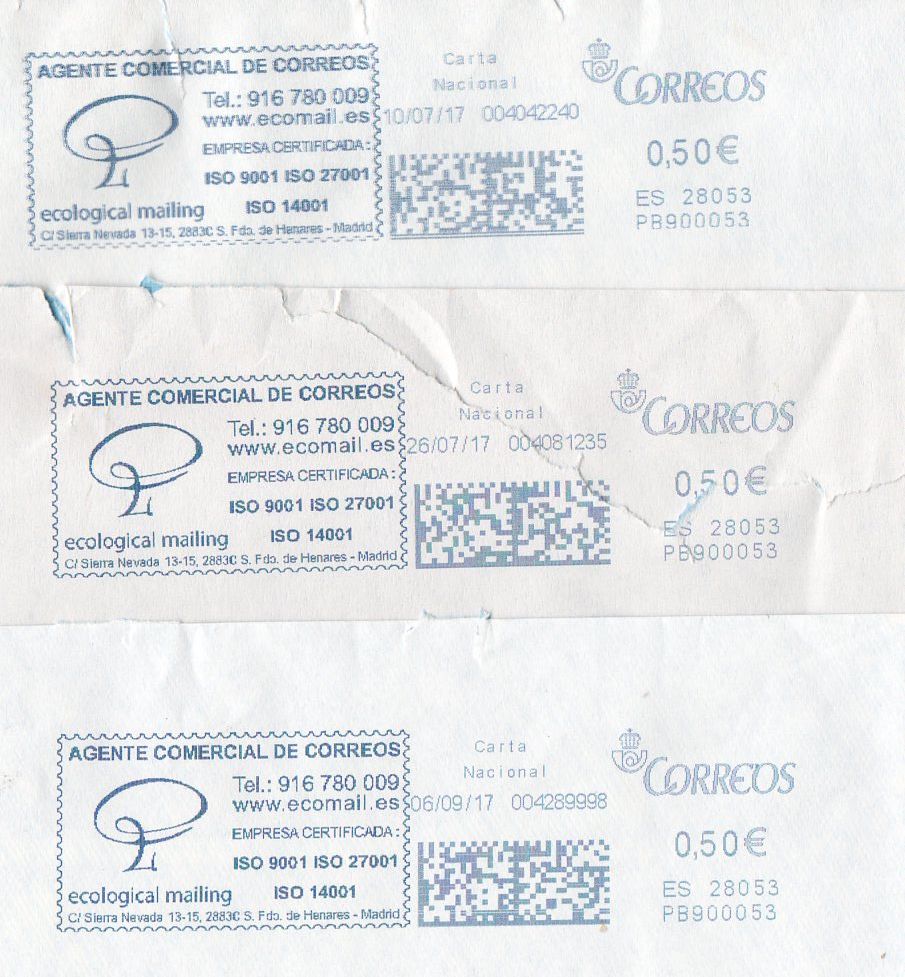 AGENTE COMERCIAL DE CORREOS
Tel.: 916 780 009
www.ecomail.es
EMPRESA CERTIFICADA:
ISO 9001 ISO 27001
ISO 14001
ecological mailing
C/ Sierra Nevada 13-15, 2883C S. Fdo. de Henares - Madrid
Carta
Nacional
10/07/17 004042240
CORREOS
0,50€
ES 28053
PB900053
AGENTE COMERCIAL DE CORREOS
Tel.: 916 780 009
www.ecomail.es
EMPRESA CERTIFICADA:
ISO 9001 ISO 27001
ISO 14001
ecological mailing
C/ Sierra Nevada 13-15, 2883C S. Fdo. de Henares - Madrid
Carta
Nacional
26/07/17 004081235
CORREOS
0,50€
ES 28053
PB900053
AGENTE COMERCIAL DE CORREOS
Tel.: 916 780 009
www.ecomail.es
EMPRESA CERTIFICADA:
ISO 9001 ISO 27001
ISO 14001
ecological mailing
C/ Sierra Nevada 13-15, 2883C S. Fdo. de Henares - Madrid
Carta
Nacional
06/09/17 004289998
CORREOS
0,50€
ES 28053
PB900053